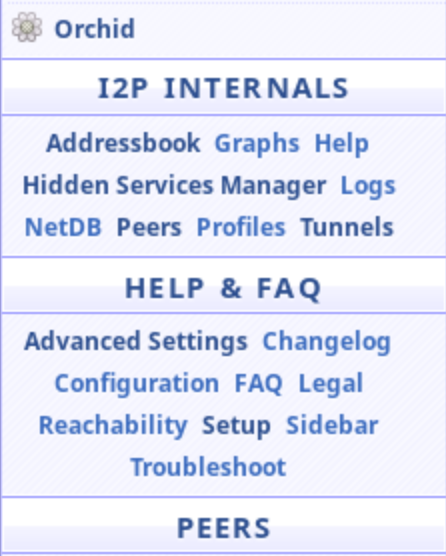 Orchid
I2P INTERNALS
Addressbook Graphs Help
Hidden Services Manager Logs
NetDB Peers Profiles Tunnels
HELP & FAQ
Advanced Settings Changelog
Configuration FAQ Legal
Reachability Setup Sidebar
Troubleshoot
PEERS